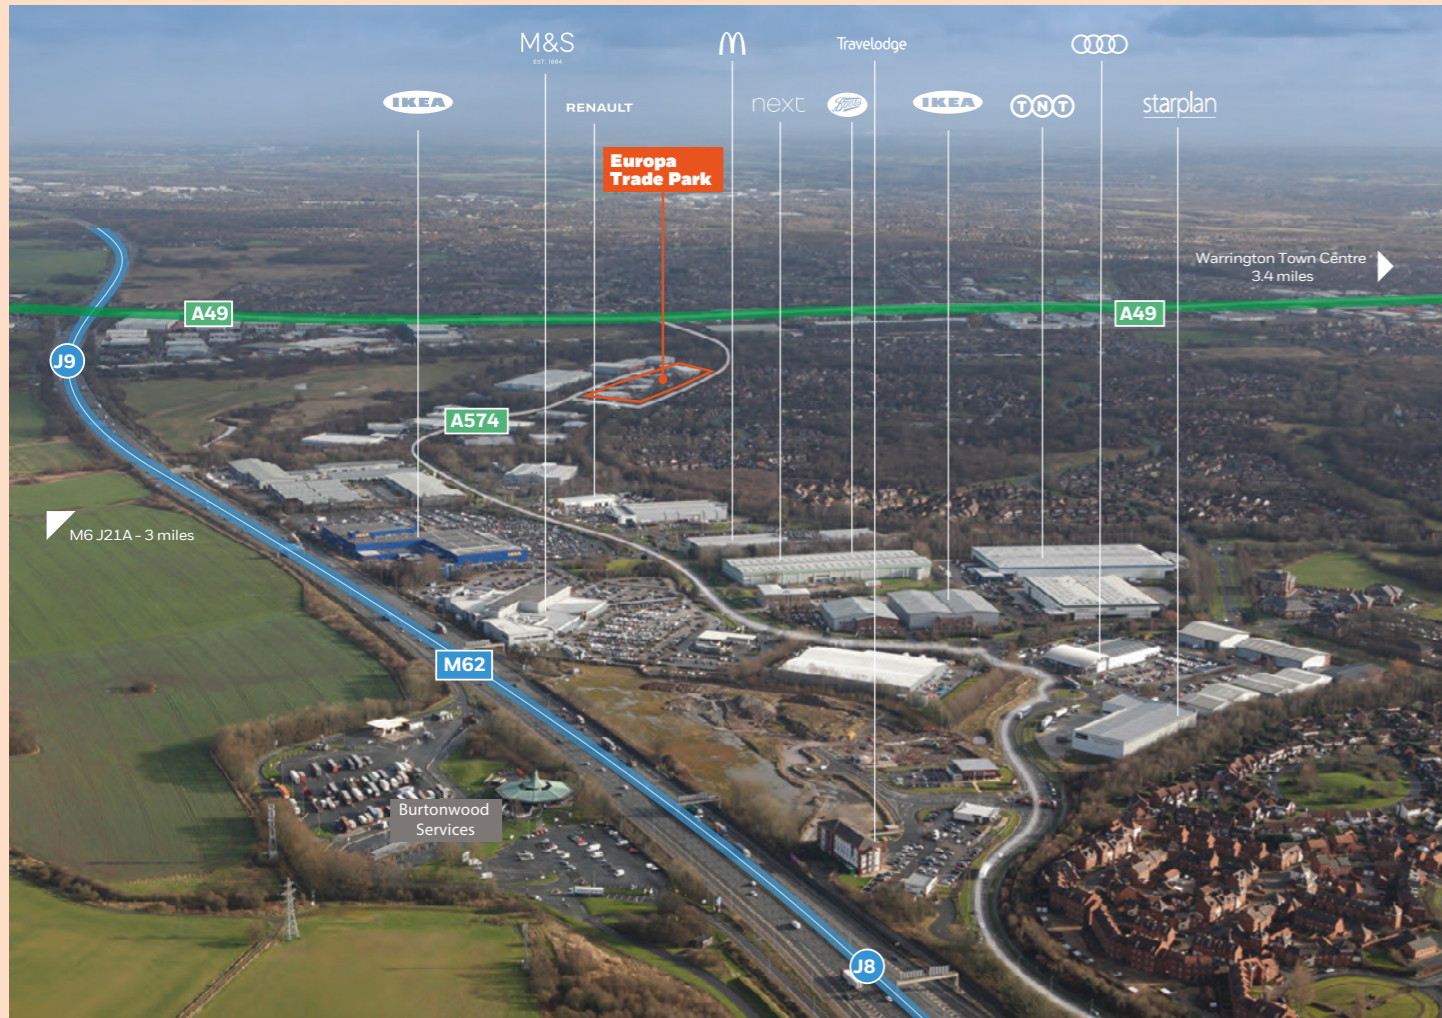 M&S
EST. 1884
Travelodge
IKEA
RENAULT
next
Boots
IKEA
TNT
starplan
Europa
Trade Park
Warrington Town Centre
3.4 miles
A49
A49
J9
A574
M6 J21A - 3 miles
M62
Burtonwood
Services
J8